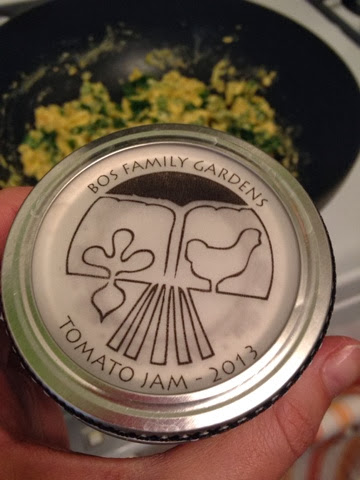 BOS FAMILY GARDENS
TOMATO JAM - 2013